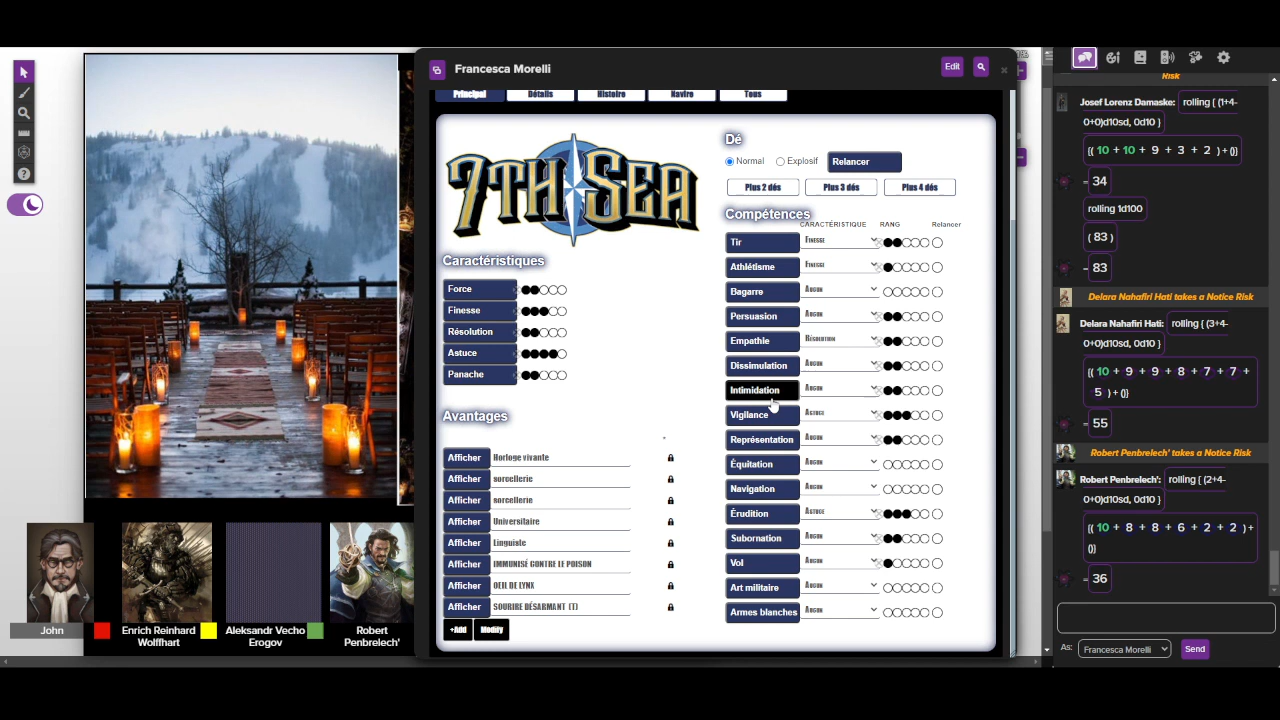 Francesca Morelli
Edit
Principal
Détails
Histoire
Navire
Tous
7TH SEA
Caractéristiques
Force
Finesse
Résolution
Astuce
Panache
Avantages
Afficher Horloge vivante
Afficher sorcellerie
Afficher sorcellerie
Afficher Universitaire
Afficher Linguiste
Afficher IMMUNISÉ CONTRE LE POISON
Afficher OEIL DE LYNX
Afficher SOURIRE DÉSARMANT (T)
+Add Modify
Dé
Normal Explosif Relancer
Plus 2 dés Plus 3 dés Plus 4 dés
Compétences
CARACTÉRISTIQUE RANG Relancer
Tir Finesse
Athlétisme Finesse
Bagarre Aucun
Persuasion Aucun
Empathie Résolution
Dissimulation Aucun
Intimidation Aucun
Vigilance Astuce
Représentation Aucun
Équitation Aucun
Navigation Aucun
Érudition Astuce
Subornation Aucun
Vol Aucun
Art militaire Aucun
Armes blanches Aucun
John
Enrich Reinhard
Wolffhart
Aleksandr Vecho
Erogov
Robert
Penbrelech'
Risk
Josef Lorenz Damaske: rolling { (1+4-
0+0)d10sd, 0d10 }
{( 10 + 10 + 9 + 3 + 2 ) + ()}
= 34
rolling 1d100
( 83 )
= 83
Delara Nahafiri Hati takes a Notice Risk
Delara Nahafiri Hati: rolling { (3+4-
0+0)d10sd, 0d10 }
{( 10 + 9 + 9 + 8 + 7 + 7 +
5 ) + ()}
= 55
Robert Penbrelech' takes a Notice Risk
Robert Penbrelech': rolling { (2+4-
0+0)d10sd, 0d10 }
{( 10 + 8 + 8 + 6 + 2 + 2 ) +
()}
= 36
As: Francesca Morelli Send